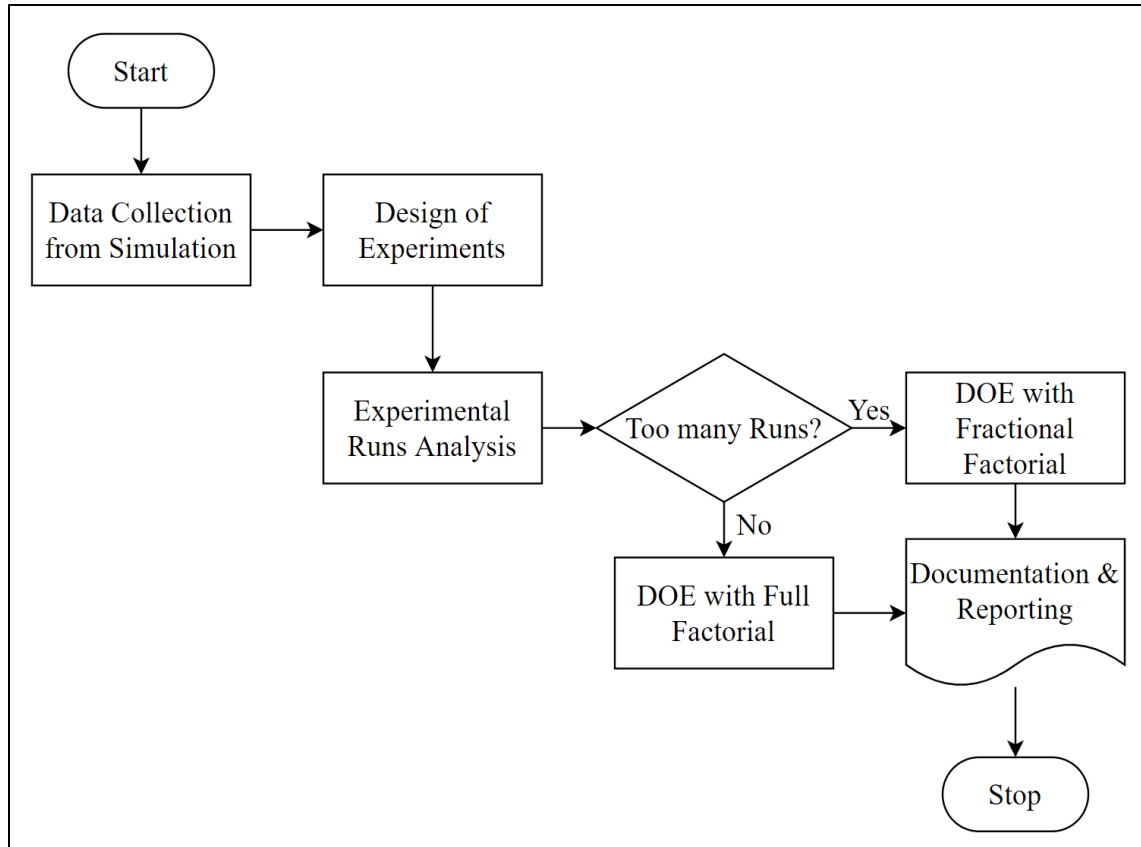 Start
Data Collection
from Simulation
Design of
Experiments
Experimental
Runs Analysis
Too many Runs?
Yes
DOE with
Fractional
Factorial
No
DOE with Full
Factorial
Documentation &
Reporting
Stop